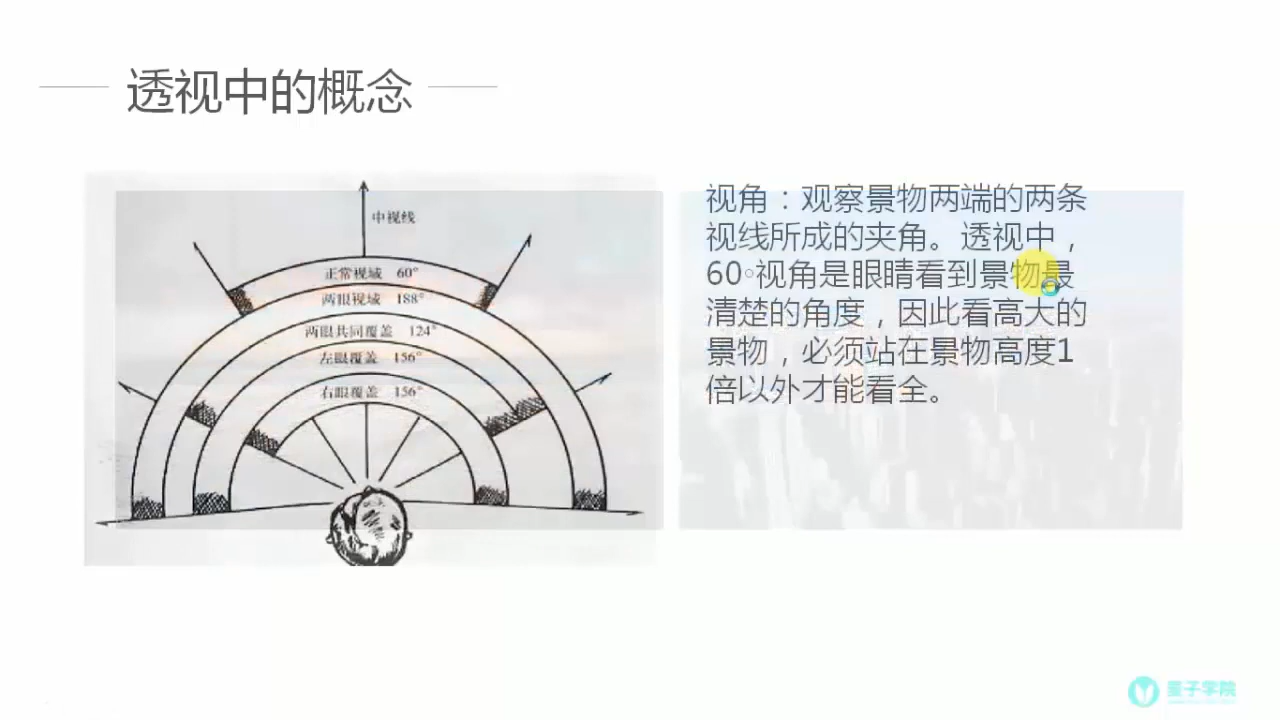 透视中的概念
中视线
正常视域 60°
两眼视域 188°
两眼共同覆盖 124°
左眼覆盖 156°
右眼覆盖 156°
视角：观察景物两端的两条
视线所成的夹角。透视中，
60°视角是眼睛看到景物最
清楚的角度，因此看高大的
景物，必须站在景物高度1
倍以外才能看全。
麦子学院